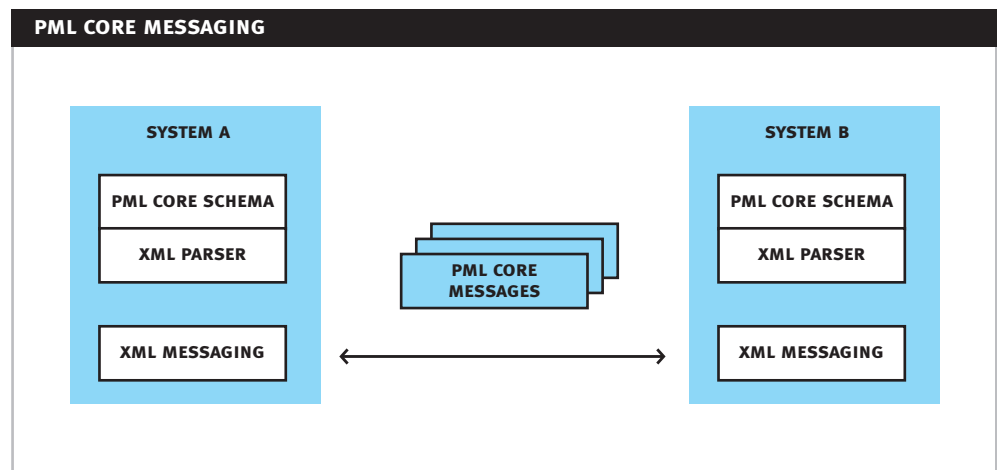 PML CORE MESSAGING
SYSTEM A
PML CORE SCHEMA
XML PARSER
XML MESSAGING
PML CORE
MESSAGES
SYSTEM B
PML CORE SCHEMA
XML PARSER
XML MESSAGING